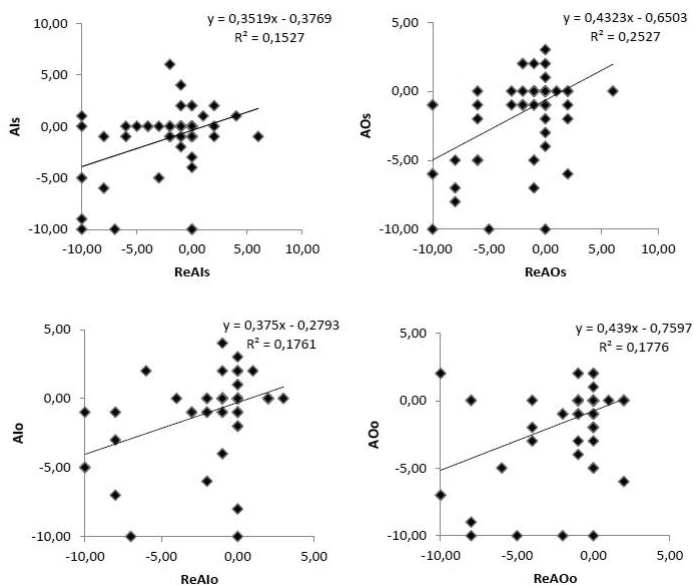 y = 0,3519x - 0,3769
R² = 0,1527
10,00
5,00
0,00
-5,00
-10,00
AIs
-10,00 -5,00 0,00 5,00 10,00
ReAIs
y = 0,4323x - 0,6503
R² = 0,2527
5,00
0,00
-5,00
-10,00
AOs
-10,00 -5,00 0,00 5,00 10,00
ReAOs
y = 0,375x - 0,2793
R² = 0,1761
5,00
0,00
-5,00
-10,00
AIo
-10,00 -5,00 0,00 5,00
ReAIo
y = 0,439x - 0,7597
R² = 0,1776
5,00
0,00
-5,00
-10,00
AOo
-10,00 -5,00 0,00 5,00
ReAOo